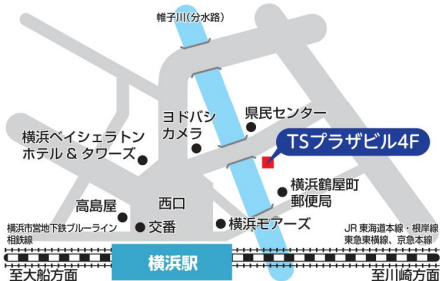 帷子川(分水路)
ヨドバシ
カメラ
県民センター
TSプラザビル4F
横浜ベイシェラトン
ホテル & タワーズ
横浜鶴屋町
郵便局
高島屋
西口
横浜市営地下鉄ブルーライン
相鉄線
交番
横浜モアーズ
JR 東海道本線・根岸線
東急東横線、京急本線
横浜駅
至大船方面
至川崎方面